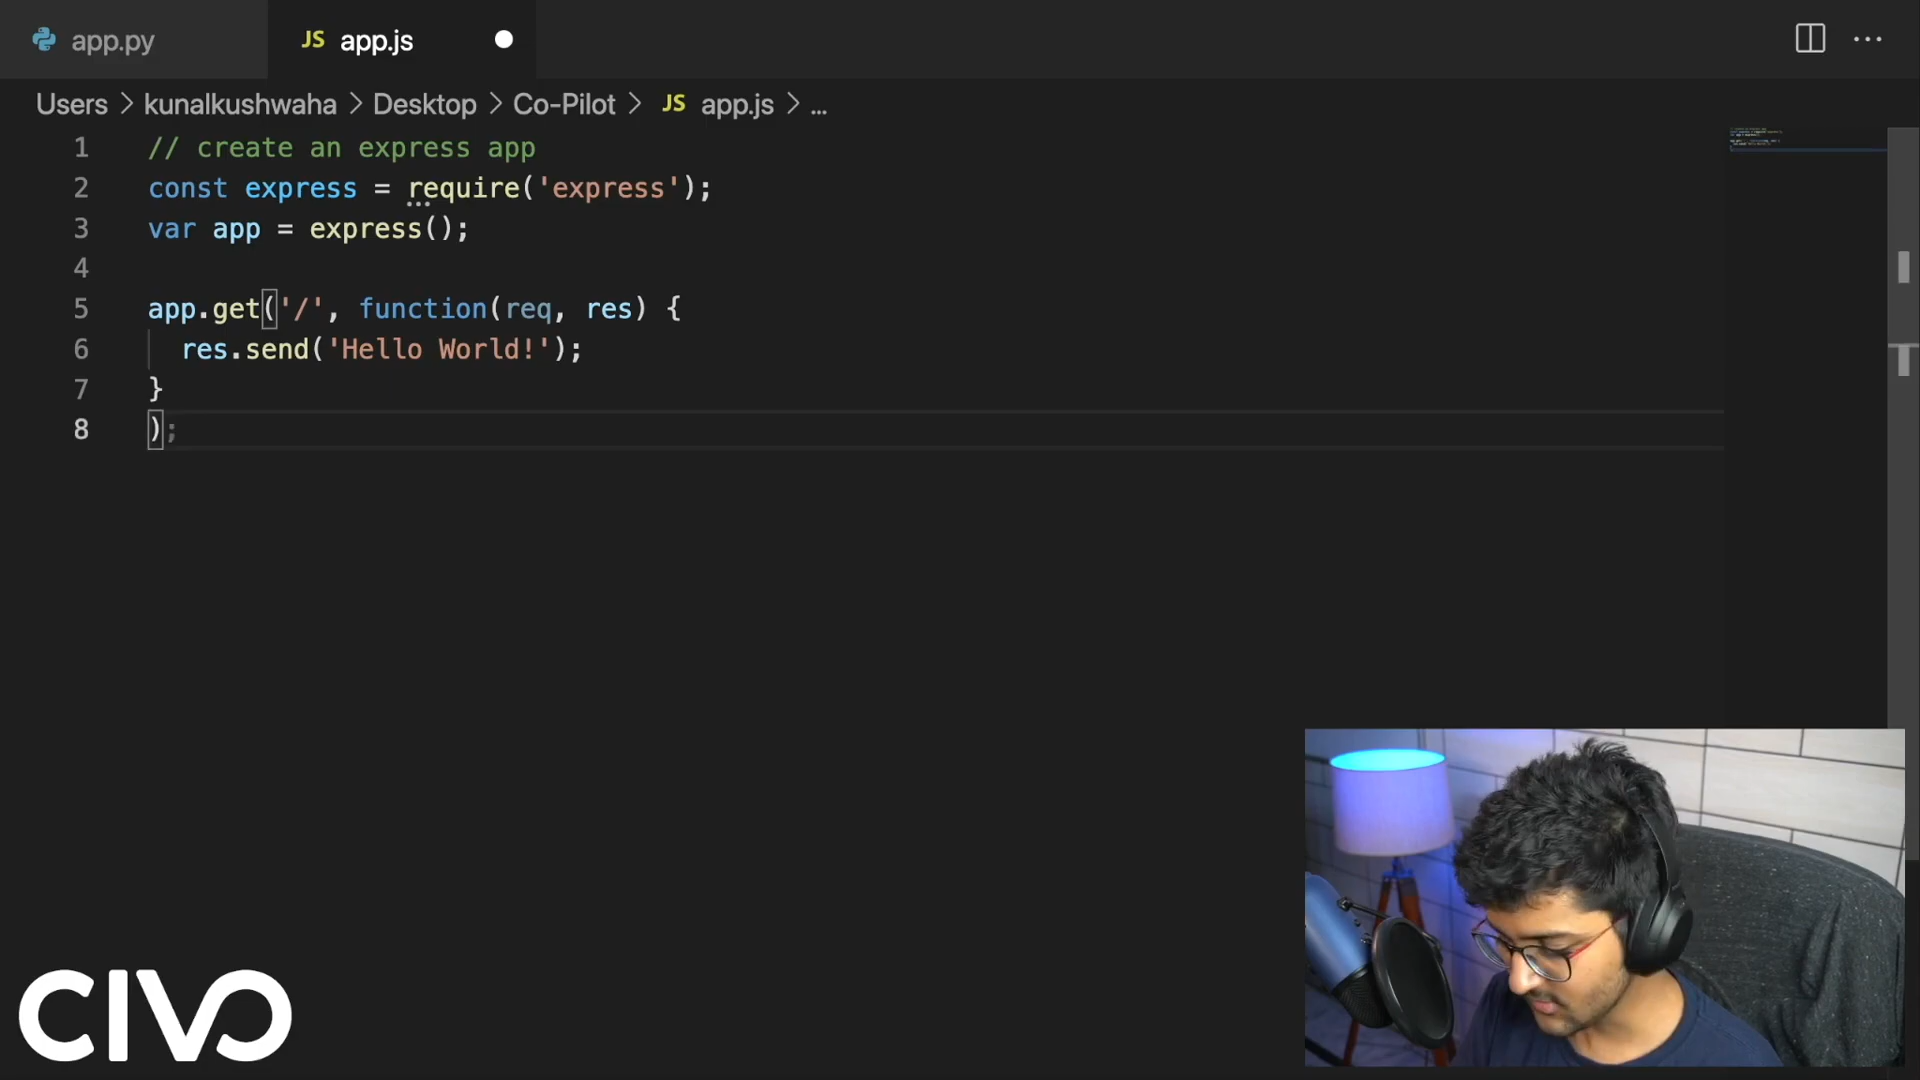 app.py
JS app.js
Users > kunalkushwaha > Desktop > Co-Pilot > JS app.js > ...
1 // create an express app
2 const express = require('express');
3 var app = express();
4
5 app.get('/', function(req, res) {
6 res.send('Hello World!');
7 }
8 );
CIVO